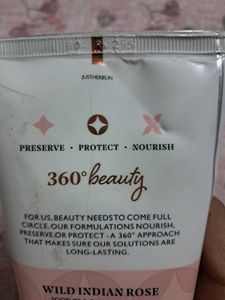 JUSTHERBS.IN
PRESERVE • PROTECT • NOURISH
360° beauty
FOR US, BEAUTY NEEDS TO COME FULL
CIRCLE. OUR FORMULATIONS NOURISH,
PRESERVE, OR PROTECT - A 360° APPROACH
THAT MAKES SURE OUR SOLUTIONS ARE
LONG-LASTING.
WILD INDIAN ROSE